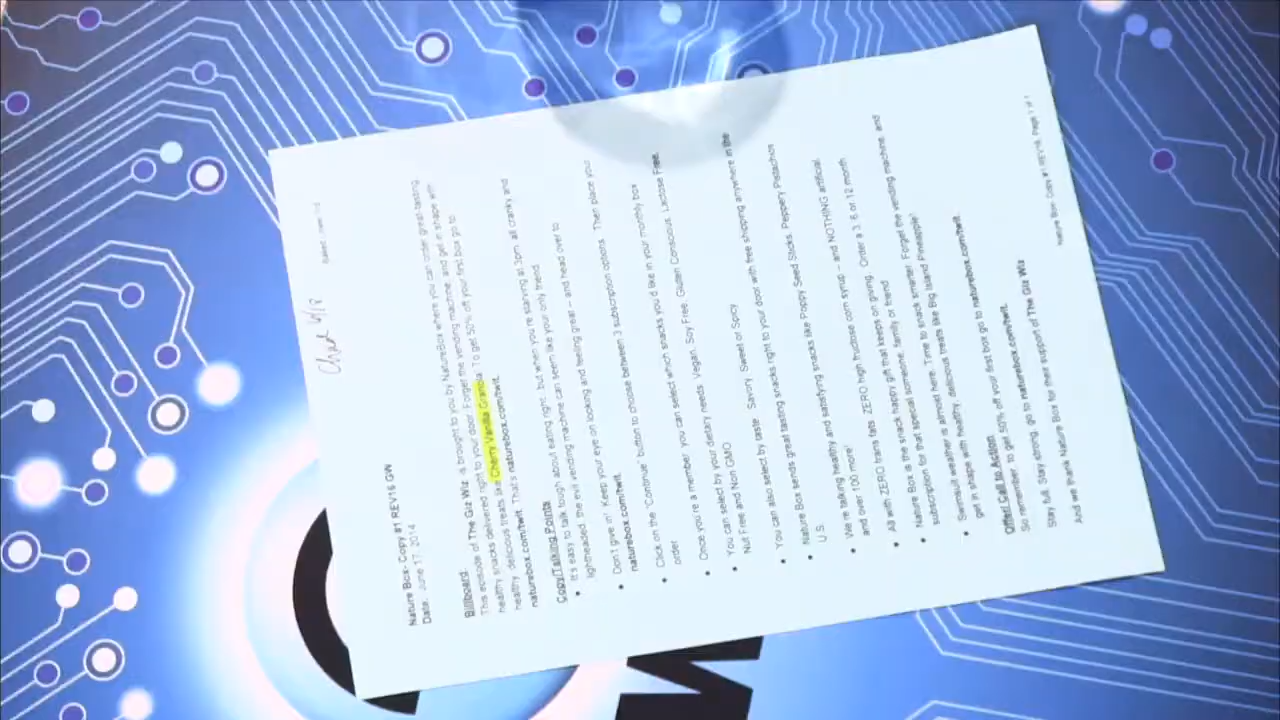 Chad 6/18
Nature Box- Copy #1 REV16 GW
Date: June 17, 2014
Billboard:
This episode of The Giz Wiz is brought to you by NatureBox where you can order great-tasting,
healthy snacks delivered right to your door. Forget the vending machine and get in shape with
healthy, delicious treats like Cherry Vanilla Granola. To get 50% off your first box go to
naturebox.com/twit. That's naturebox.com/twit.
Copy/Talking Points
• It's easy to talk tough about eating right...but when you're starving at 3pm, all cranky and
lightheaded, the evil vending machine can seem like your only friend.
• Don't give in! Keep your eye on looking and feeling great – and head over to
naturebox.com/twit.
• Click on the "Continue" button to choose between 3 subscription options. Then place your
order.
• Once you're a member, you can select which snacks you'd like in your monthly box
• You can select by your dietary needs: Vegan, Soy Free, Gluten Conscious, Lactose Free,
Nut Free and Non GMO
• You can also select by taste: Savory, Sweet or Spicy
• Nature Box sends great tasting snacks right to your door with free shipping anywhere in the
U.S.
• We're talking healthy and satisfying snacks like Poppy Seed Sticks, Peppery Pistachios
and over 100 more!
• All with ZERO trans fats, ZERO high fructose corn syrup – and NOTHING artificial.
• Nature Box is the snack happy gift that keeps on giving. Order a 3, 6 or 12 month
subscription for that special someone, family or friend
• Swimsuit weather is almost here. Time to snack smarter. Forget the vending machine, and
get in shape with healthy, delicious treats like Big Island Pineapple!
Offer/ Call to Action
So remember, to get 50% off your first box go to naturebox.com/twit.
Stay full. Stay strong, go to naturebox.com/twit.
And we thank Nature Box for their support of The Giz Wiz
Nature Box- Copy #1 REV16, Page 1 of 1